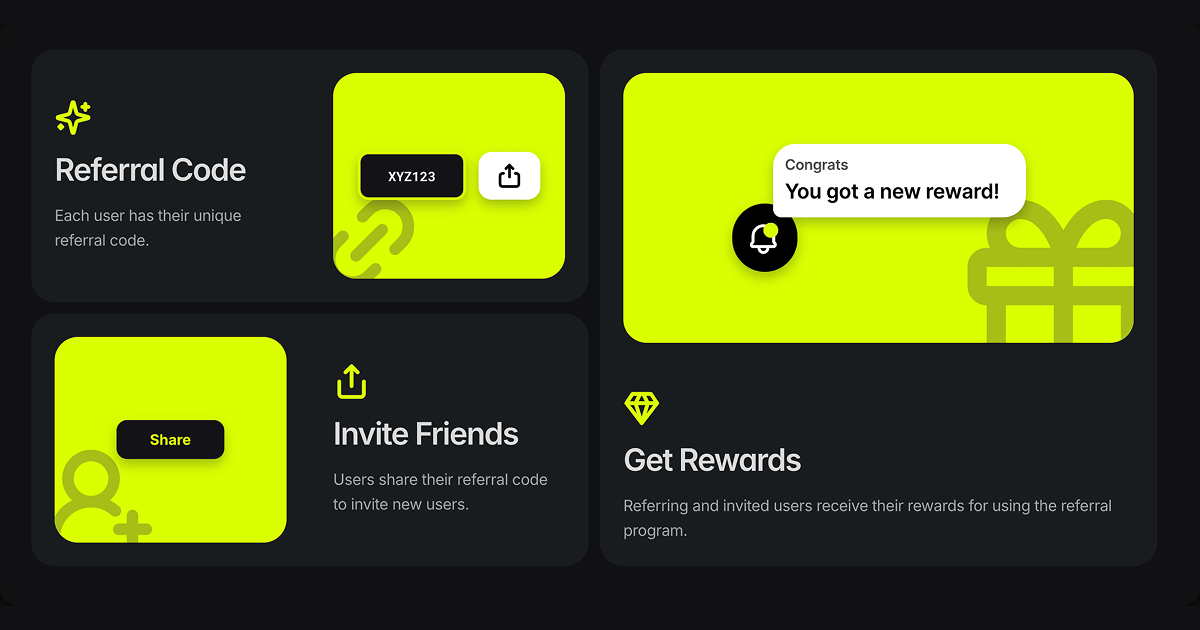 Referral Code
Each user has their unique
referral code.
XYZ123
Share
Invite Friends
Users share their referral code
to invite new users.
Congrats
You got a new reward!
Get Rewards
Referring and invited users receive their rewards for using the referral
program.